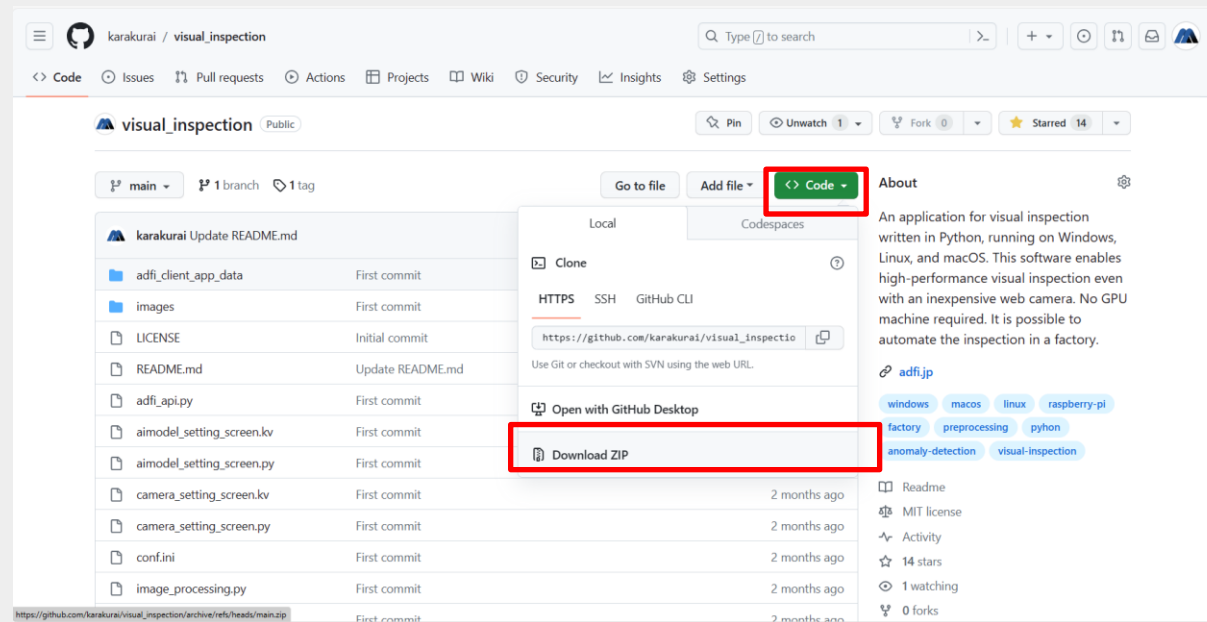 karakurai / visual_inspection
Type / to search
Code Issues Pull requests Actions Projects Wiki Security Insights Settings
visual_inspection Public
Pin Unwatch 1 Fork 0 Starred 14
main 1 branch 1 tag Go to file Add file <> Code
karakurai Update README.md
adfi_client_app_data First commit
images First commit
LICENSE Initial commit
README.md Update README.md
adfi_api.py First commit
aimodel_setting_screen.kv First commit
aimodel_setting_screen.py First commit
camera_setting_screen.kv First commit 2 months ago
camera_setting_screen.py First commit 2 months ago
conf.ini First commit 2 months ago
image_processing.py First commit 2 months ago
First commit 2 months ago
https://github.com/karakurai/visual_inspection/archive/refs/heads/main.zip
Local Codespaces
Clone
HTTPS SSH GitHub CLI
https://github.com/karakurai/visual_inspectio
Use Git or checkout with SVN using the web URL.
Open with GitHub Desktop
Download ZIP
About
An application for visual inspection
written in Python, running on Windows,
Linux, and macOS. This software enables
high-performance visual inspection even
with an inexpensive web camera. No GPU
machine required. It is possible to
automate the inspection in a factory.
adfi.jp
windows macos linux raspberry-pi
factory preprocessing pyhon
anomaly-detection visual-inspection
Readme
MIT license
Activity
14 stars
1 watching
0 forks